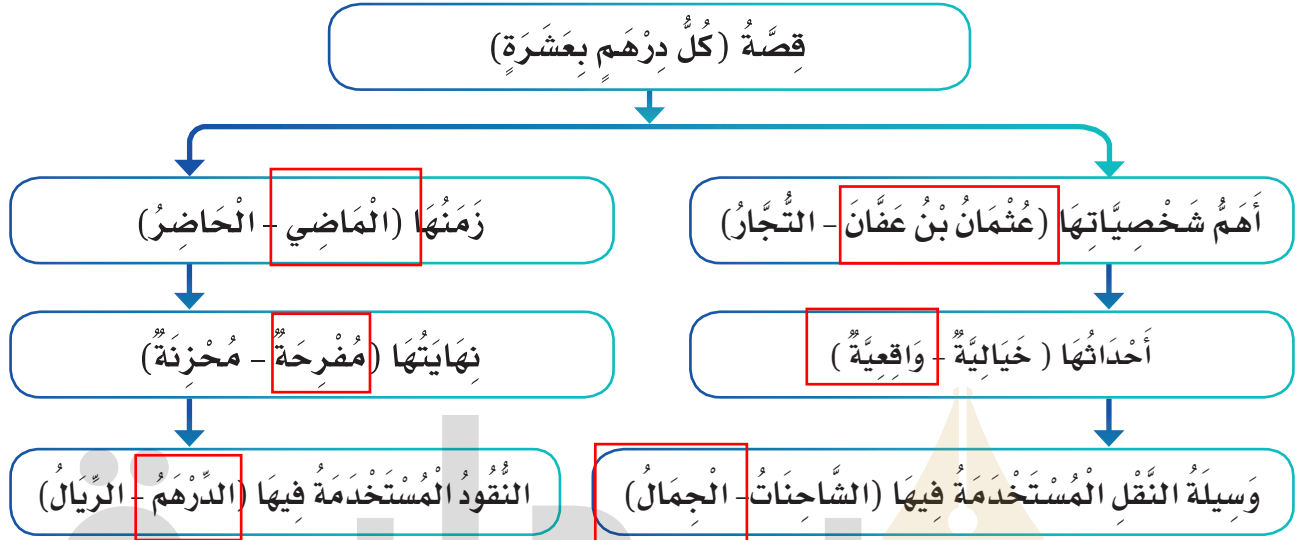 قِصَّةُ (كُلُّ دِرْهَمٍ بِعَشَرَةٍ)
أَهَمُّ شَخْصِيَّاتِهَا (عُثْمَانُ بْنُ عَفَّانَ – التُّجَّارُ)
زَمَنُهَا (الْمَاضِي – الْحَاضِرُ)
أَحْدَاثُهَا ( خَيَالِيَّةٌ – وَاقِعِيَّةٌ )
نِهَايَتُهَا (مُفْرِحَةٌ – مُحْزِنَةٌ)
وَسِيلَةُ النَّقْلِ الْمُسْتَخْدَمَةُ فِيهَا (الشَّاحِنَاتُ– الْجِمَالُ)
النُّقُودُ الْمُسْتَخْدَمَةُ فِيهَا (الدِّرْهَمُ – الرِّيَالُ)